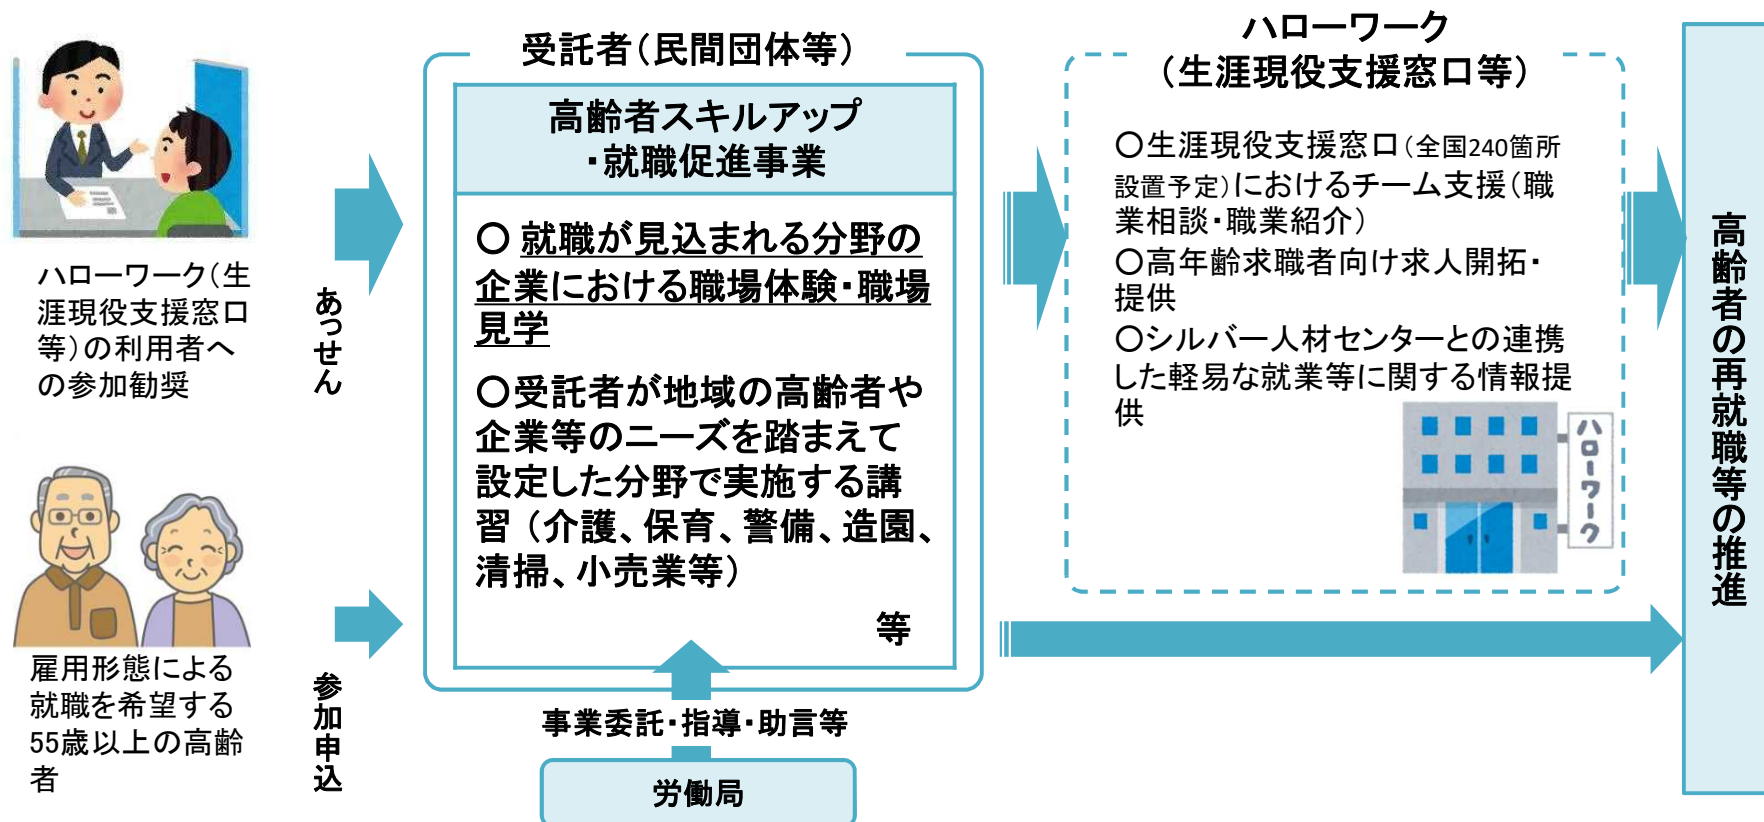 ハローワーク（生
涯現役支援窓口
等）の利用者へ
の参加勧奨
雇用形態による
就職を希望する
55歳以上の高齢
者
あっせん
参加申込
受託者（民間団体等）
高齢者スキルアップ
・就職促進事業
○ 就職が見込まれる分野の
企業における職場体験・職場
見学
○受託者が地域の高齢者や
企業等のニーズを踏まえて
設定した分野で実施する講
習（介護、保育、警備、造園、
清掃、小売業等）
等
事業委託・指導・助言等
労働局
ハローワーク
（生涯現役支援窓口等）
○生涯現役支援窓口（全国240箇所
設置予定）におけるチーム支援（職
業相談・職業紹介）
○高年齢求職者向け求人開拓・
提供
○シルバー人材センターとの連携
した軽易な就業等に関する情報提
供
ハローワーク
高齢者の再就職等の推進